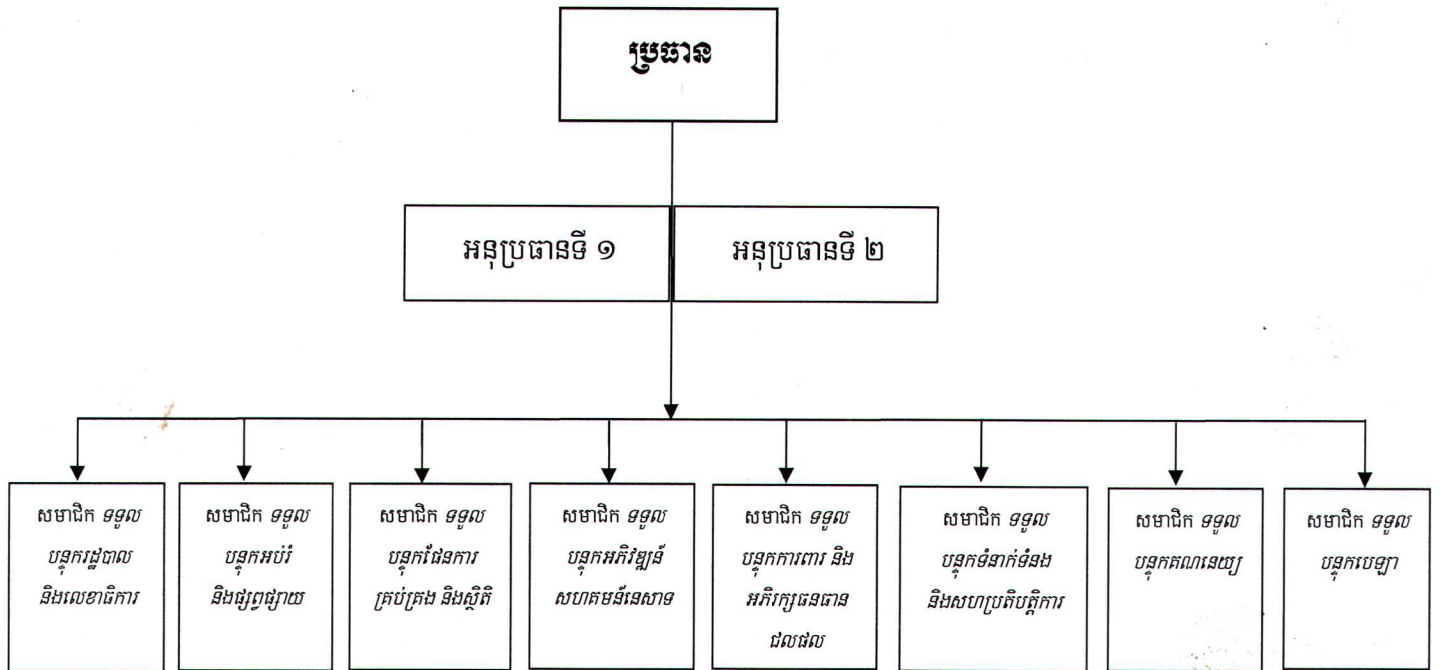 ប្រធាន
អនុប្រធានទី ១
អនុប្រធានទី ២
សមាជិក ទទួល
បន្ទុករដ្ឋបាល
និងលេខាធិការ
សមាជិក ទទួល
បន្ទុកអប់រំ
និងផ្សព្វផ្សាយ
សមាជិក ទទួល
បន្ទុកផែនការ
គ្រប់គ្រង និងស្ថិតិ
សមាជិក ទទួល
បន្ទុកអភិវឌ្ឍន៍
សហគមន៍នេសាទ
សមាជិក ទទួល
បន្ទុកការពារ និង
អភិរក្សធនធាន
ជលផល
សមាជិក ទទួល
បន្ទុកទំនាក់ទំនង
និងសហប្រតិបត្តិការ
សមាជិក ទទួល
បន្ទុកគណនេយ្យ
សមាជិក ទទួល
បន្ទុកបេឡា